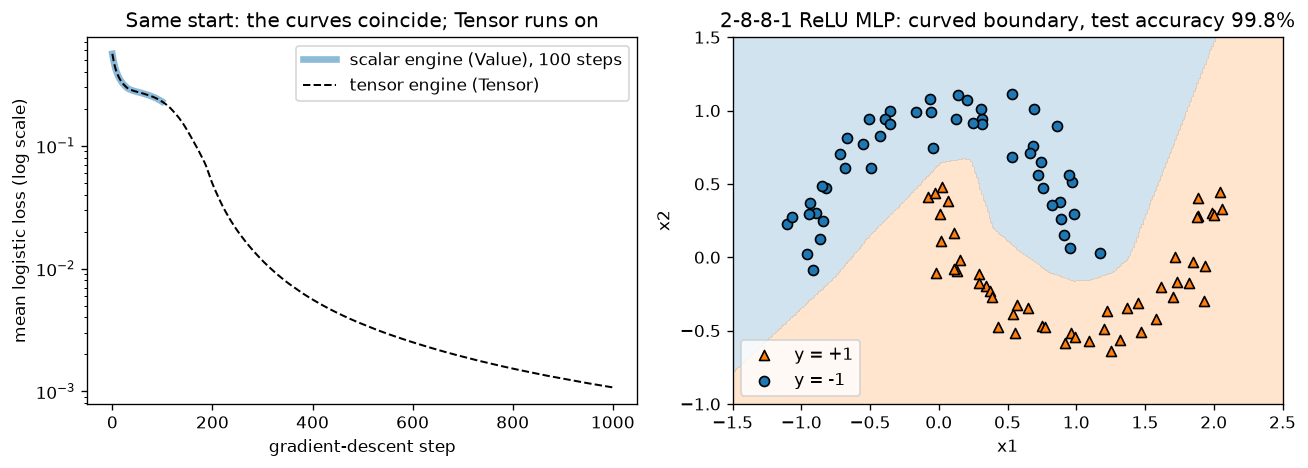 Same start: the curves coincide; Tensor runs on
scalar engine (Value), 100 steps
tensor engine (Tensor)
mean logistic loss (log scale)
10⁻¹
10⁻²
10⁻³
0
200
400
600
800
1000
gradient-descent step
2-8-8-1 ReLU MLP: curved boundary, test accuracy 99.8%
x2
1.5
1.0
0.5
0.0
−0.5
−1.0
y = +1
y = -1
−1.5
−1.0
−0.5
0.0
0.5
1.0
1.5
2.0
2.5
x1